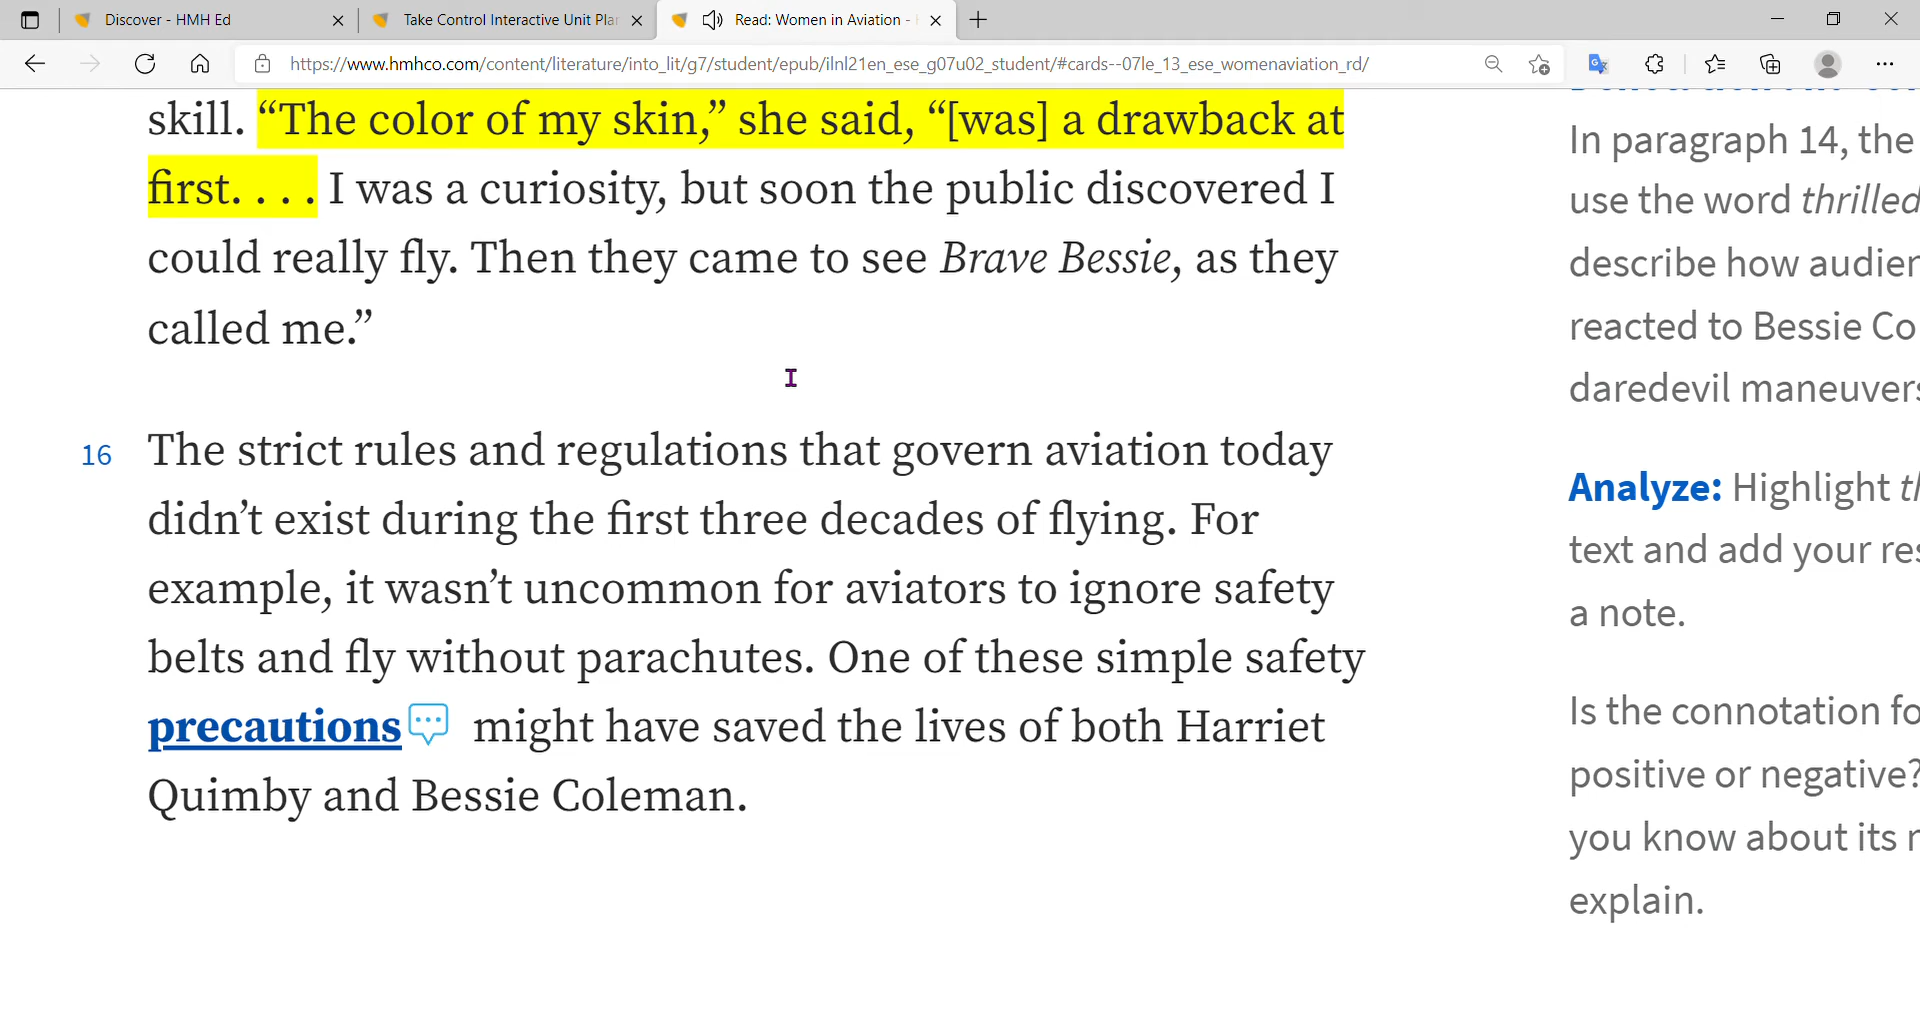 Discover - HMH Ed
Take Control Interactive Unit Pla
Read: Women in Aviation -
https://www.hmhco.com/content/literature/into_lit/g7/student/epub/ilnl21en_ese_g07u02_student/#cards--07le_13_ese_womenaviation_rd/
skill. “The color of my skin,” she said, “[was] a drawback at
first. . . . I was a curiosity, but soon the public discovered I
could really fly. Then they came to see Brave Bessie, as they
called me.”
16 The strict rules and regulations that govern aviation today
didn’t exist during the first three decades of flying. For
example, it wasn’t uncommon for aviators to ignore safety
belts and fly without parachutes. One of these simple safety
precautions might have saved the lives of both Harriet
Quimby and Bessie Coleman.
In paragraph 14, the
use the word thrilled
describe how audien
reacted to Bessie Co
daredevil maneuvers
Analyze: Highlight th
text and add your res
a note.
Is the connotation fo
positive or negative?
you know about its
explain.